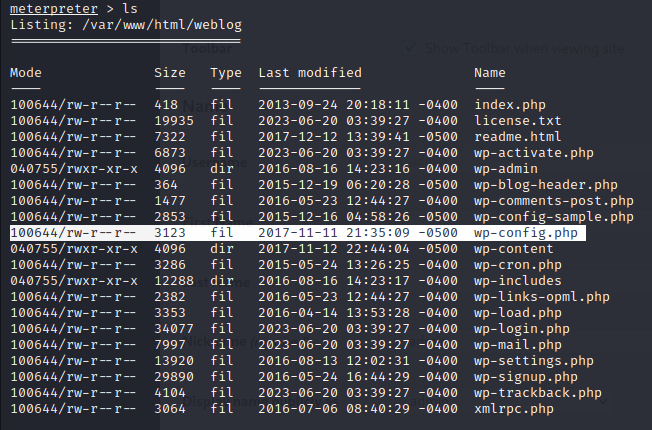 meterpreter > ls
Listing: /var/www/html/weblog
Toolbar Show Toolbar when viewing site
Mode Size Type Last modified Name
100644/rw-r--r-- 418 fil 2013-09-24 20:18:11 -0400 index.php
100644/rw-r--r-- 19935 fil 2023-06-20 03:39:27 -0400 license.txt
100644/rw-r--r-- 7322 fil 2017-12-12 13:39:41 -0500 readme.html
100644/rw-r--r-- 6873 fil 2023-06-20 03:39:27 -0400 wp-activate.php
040755/rwxr-xr-x 4096 dir 2016-08-16 14:23:16 -0400 wp-admin
100644/rw-r--r-- 364 fil 2015-12-19 06:20:28 -0500 wp-blog-header.php
100644/rw-r--r-- 1477 fil 2016-05-23 12:44:27 -0400 wp-comments-post.php
100644/rw-r--r-- 2853 fil 2015-12-16 04:58:26 -0500 wp-config-sample.php
100644/rw-r--r-- 3123 fil 2017-11-11 21:35:09 -0500 wp-config.php
040755/rwxr-xr-x 4096 dir 2017-11-12 22:44:04 -0500 wp-content
100644/rw-r--r-- 3286 fil 2015-05-24 13:26:25 -0400 wp-cron.php
040755/rwxr-xr-x 12288 dir 2016-08-16 14:23:17 -0400 wp-includes
100644/rw-r--r-- 2382 fil 2016-05-23 12:44:27 -0400 wp-links-opml.php
100644/rw-r--r-- 3353 fil 2016-04-14 13:53:28 -0400 wp-load.php
100644/rw-r--r-- 34077 fil 2023-06-20 03:39:27 -0400 wp-login.php
100644/rw-r--r-- 7997 fil 2023-06-20 03:39:27 -0400 wp-mail.php
100644/rw-r--r-- 13920 fil 2016-08-13 12:02:31 -0400 wp-settings.php
100644/rw-r--r-- 29890 fil 2016-05-24 16:44:29 -0400 wp-signup.php
100644/rw-r--r-- 4104 fil 2023-06-20 03:39:27 -0400 wp-trackback.php
100644/rw-r--r-- 3064 fil 2016-07-06 08:40:29 -0400 xmlrpc.php